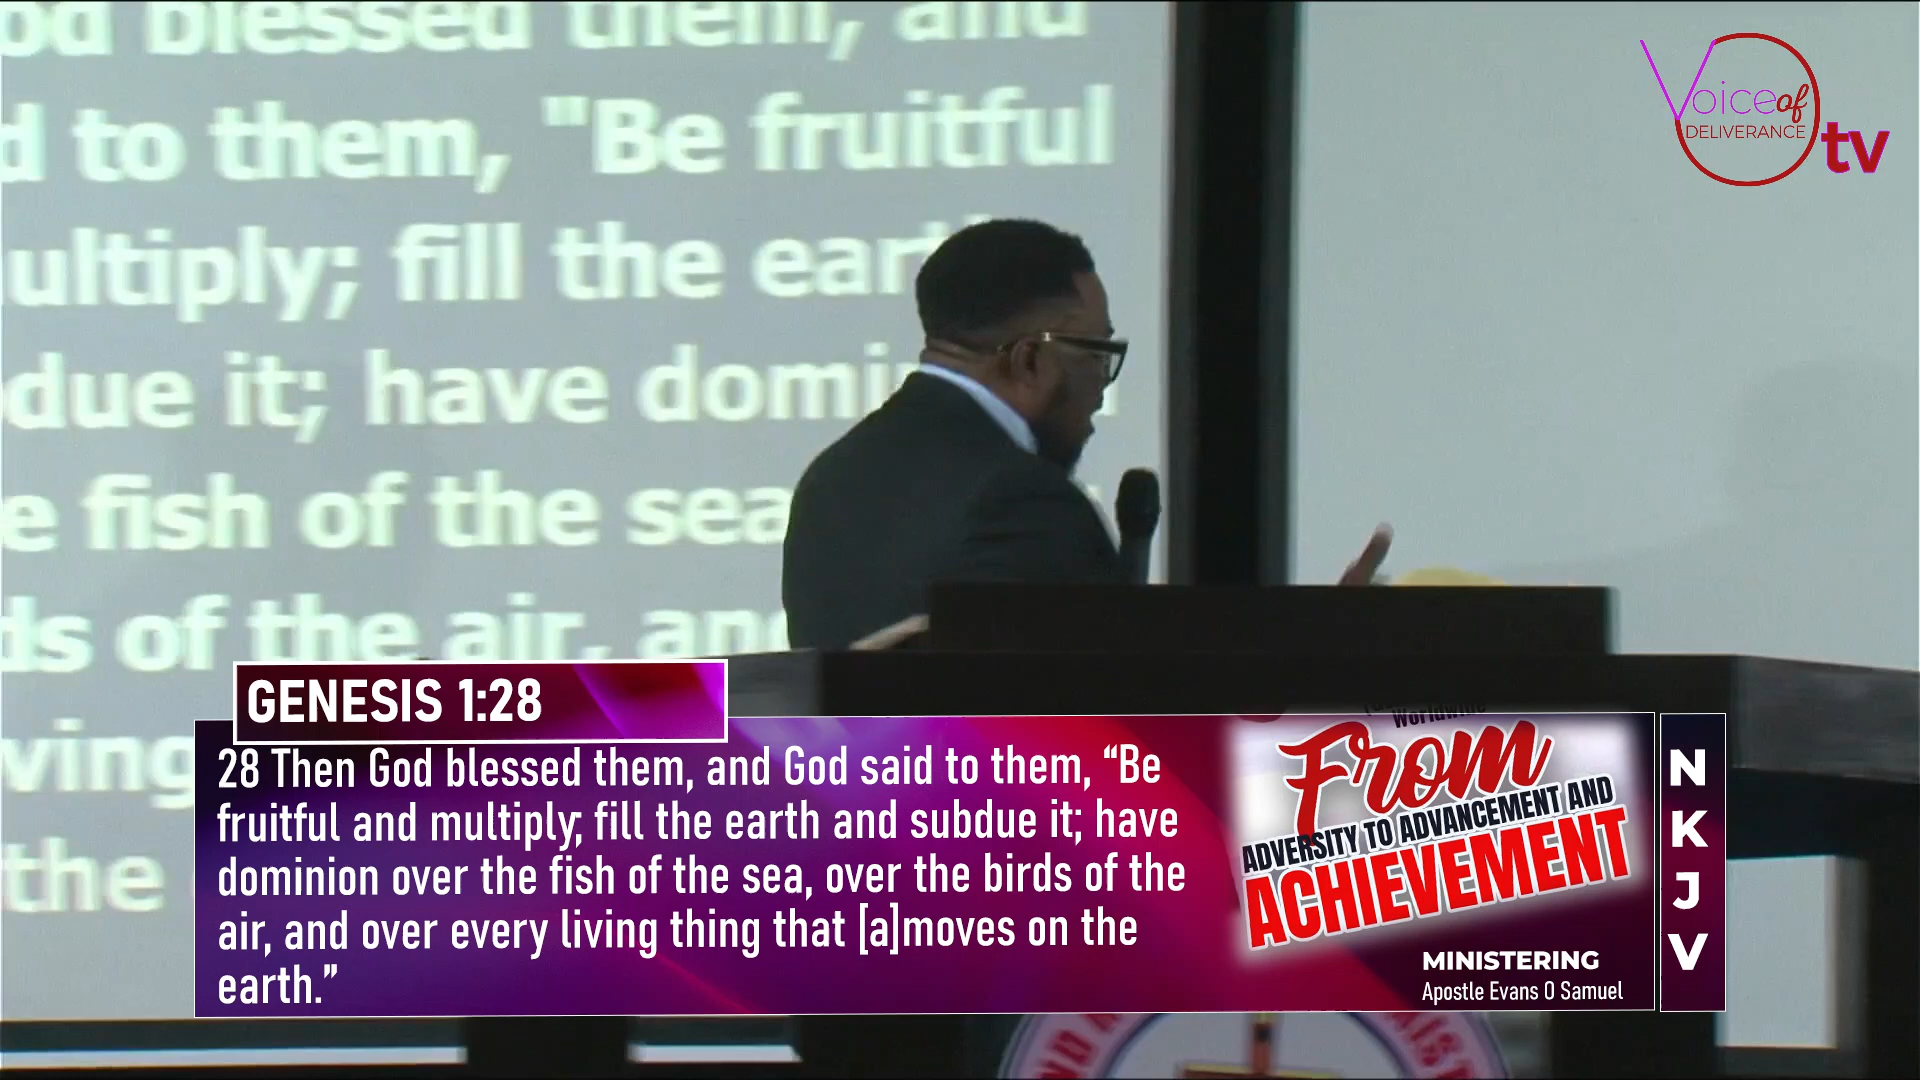 od blessed them, and
d to them, "Be fruitful
ultiply; fill the eart
due it; have domi
e fish of the sea
ds of the air, and
ving
the
Voice of
DELIVERANCE
tv
GENESIS 1:28
28 Then God blessed them, and God said to them, “Be
fruitful and multiply; fill the earth and subdue it; have
dominion over the fish of the sea, over the birds of the
air, and over every living thing that [a]moves on the
earth.”
Worldwide
From
ADVERSITY TO ADVANCEMENT AND
ACHIEVEMENT
MINISTERING
Apostle Evans O Samuel
N
K
J
V